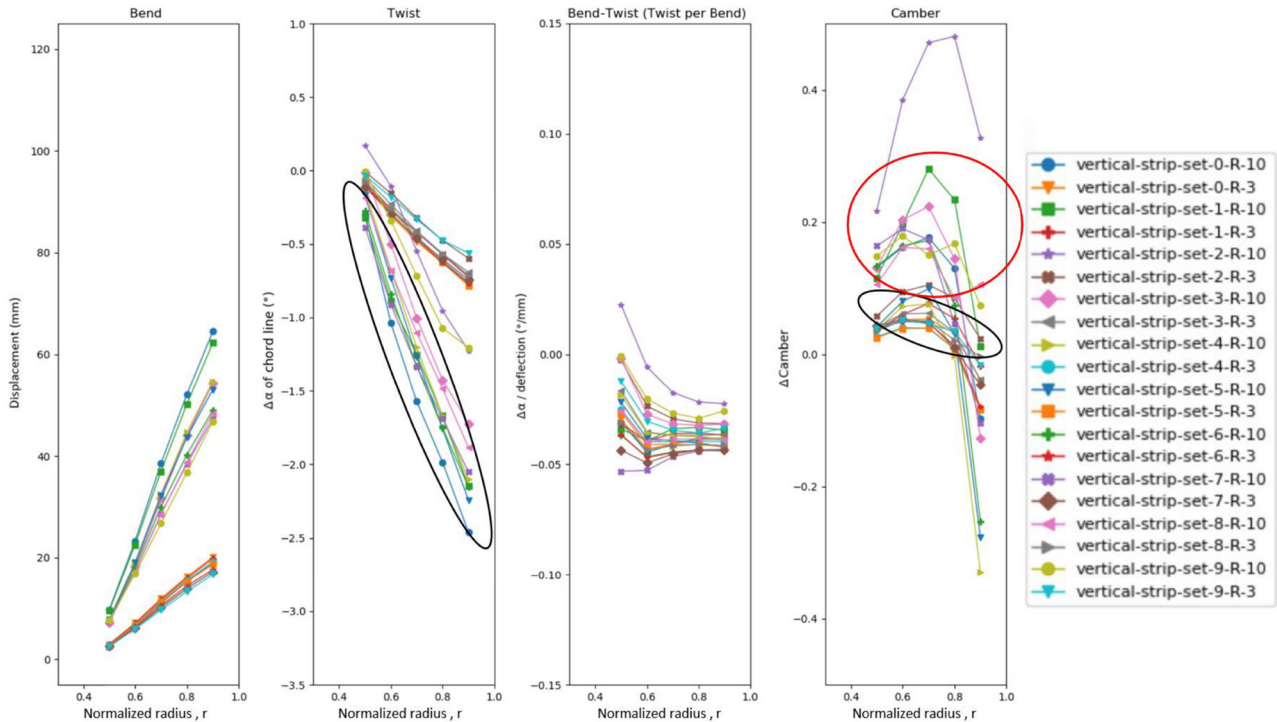 Bend
Displacement (mm)
120
100
80
60
40
20
0
0.4
0.6
0.8
1.0
Normalized radius , r
Twist
Δα of chord line (°)
1.0
0.5
0.0
−0.5
−1.0
−1.5
−2.0
−2.5
−3.0
−3.5
0.4
0.6
0.8
1.0
Normalized radius , r
Bend-Twist (Twist per Bend)
Δα / deflection (°/mm)
0.15
0.10
0.05
0.00
−0.05
−0.10
−0.15
0.4
0.6
0.8
1.0
Normalized radius , r
Camber
ΔCamber
0.4
0.2
0.0
−0.2
−0.4
0.4
0.6
0.8
1.0
Normalized radius , r
vertical-strip-set-0-R-10
vertical-strip-set-0-R-3
vertical-strip-set-1-R-10
vertical-strip-set-1-R-3
vertical-strip-set-2-R-10
vertical-strip-set-2-R-3
vertical-strip-set-3-R-10
vertical-strip-set-3-R-3
vertical-strip-set-4-R-10
vertical-strip-set-4-R-3
vertical-strip-set-5-R-10
vertical-strip-set-5-R-3
vertical-strip-set-6-R-10
vertical-strip-set-6-R-3
vertical-strip-set-7-R-10
vertical-strip-set-7-R-3
vertical-strip-set-8-R-10
vertical-strip-set-8-R-3
vertical-strip-set-9-R-10
vertical-strip-set-9-R-3